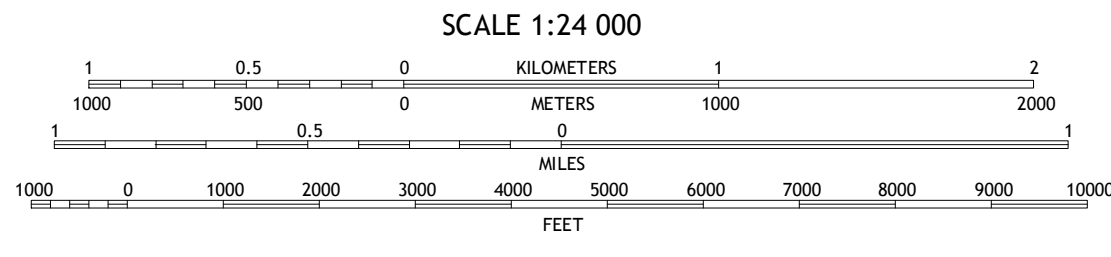 SCALE 1:24 000
1 0.5 0 KILOMETERS 1 2
1000 500 0 METERS 1000 2000
1 0.5 0 1
MILES
1000 0 1000 2000 3000 4000 5000 6000 7000 8000 9000 10000
FEET